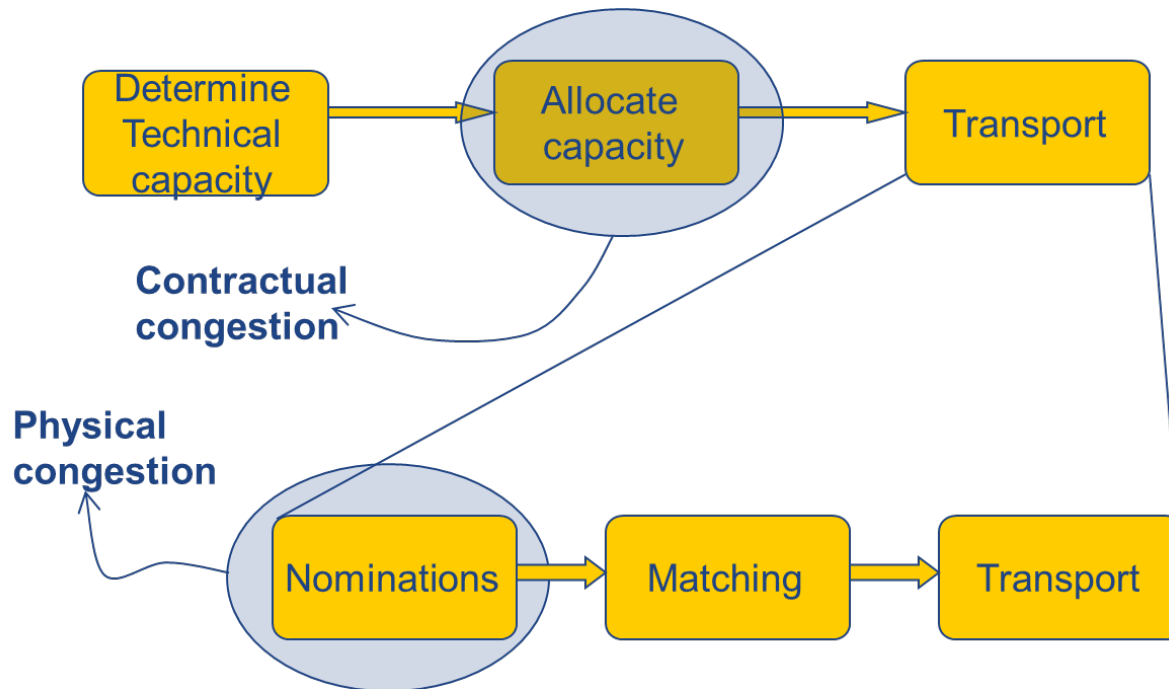 Determine
Technical
capacity
Allocate
capacity
Transport
Contractual
congestion
Physical
congestion
Nominations
Matching
Transport